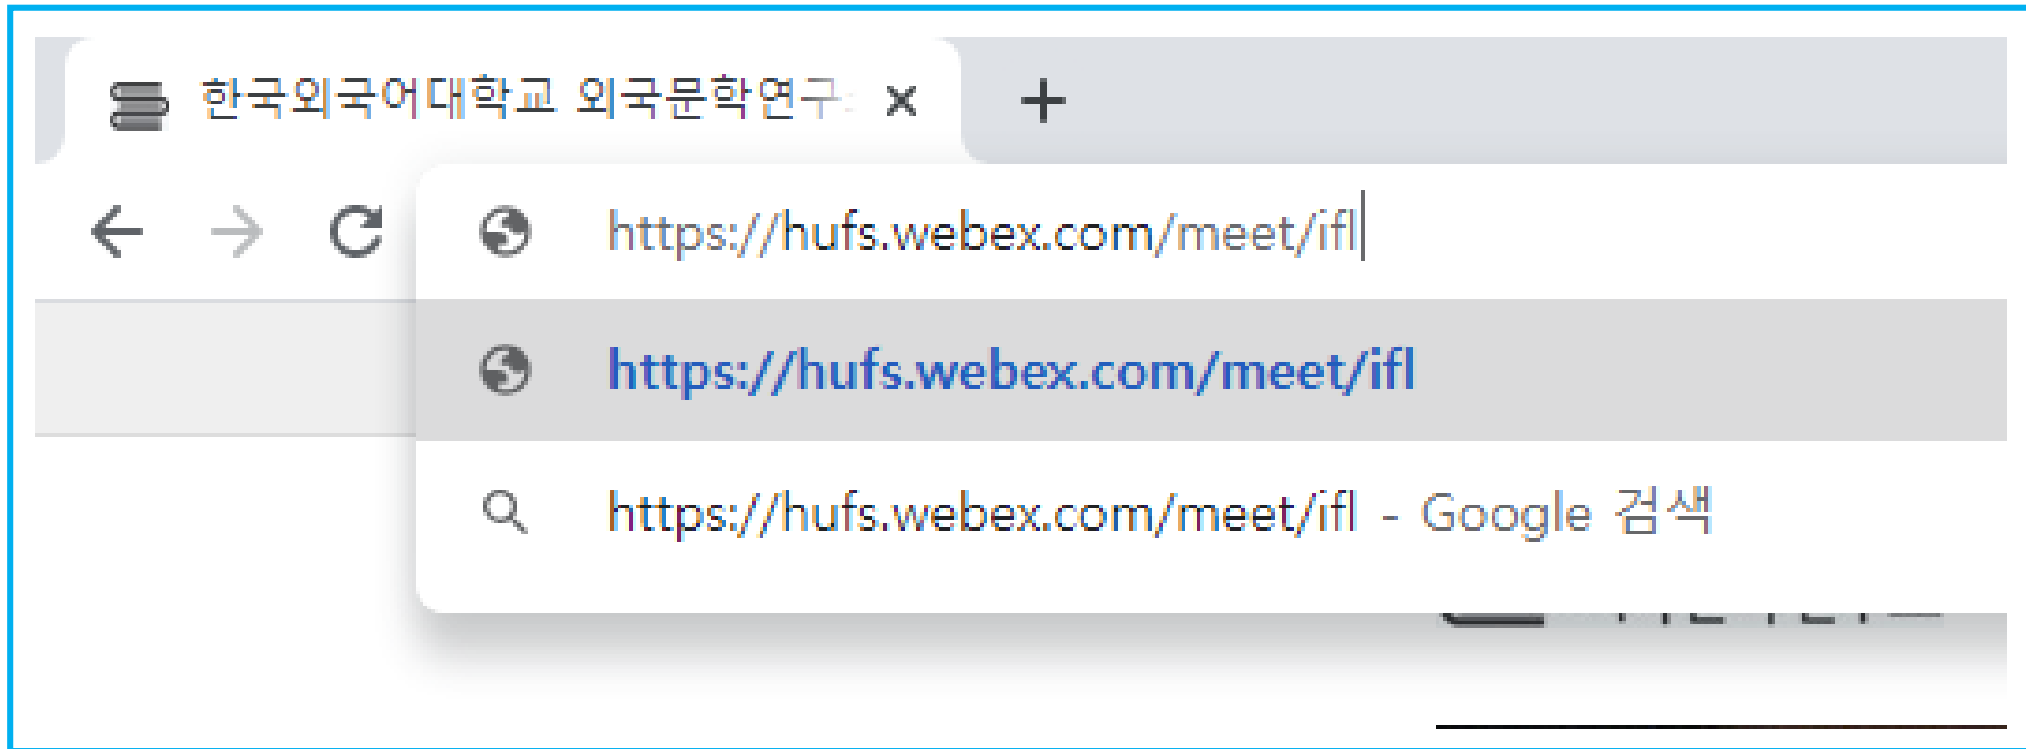 한국외국어대학교 외국문학연구
https://hufs.webex.com/meet/ifl
https://hufs.webex.com/meet/ifl
https://hufs.webex.com/meet/ifl - Google 검색